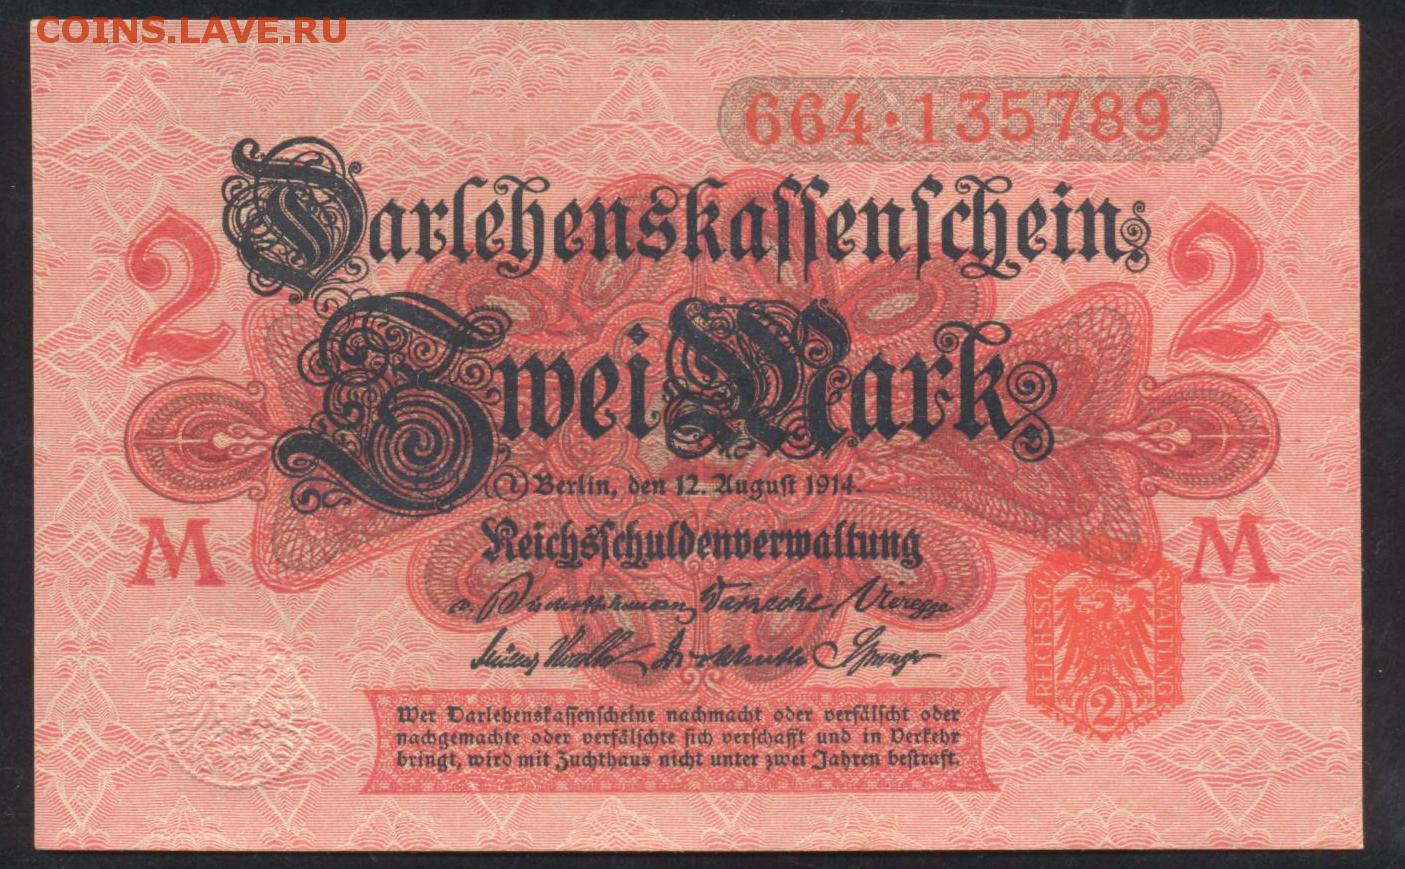 COINS.LAVE.RU
664·135789
Darlehenskassenschein
2
2
Zwei Mark
Berlin, den 12. August 1914.
Reichsschuldenverwaltung
M
M
Wer Darlehenskassenscheine nachmacht oder verfälscht oder
nachgemachte oder verfälschte sich verschafft und in Verkehr
bringt, wird mit Zuchthaus nicht unter zwei Jahren bestraft.
2
ZWEI MARK